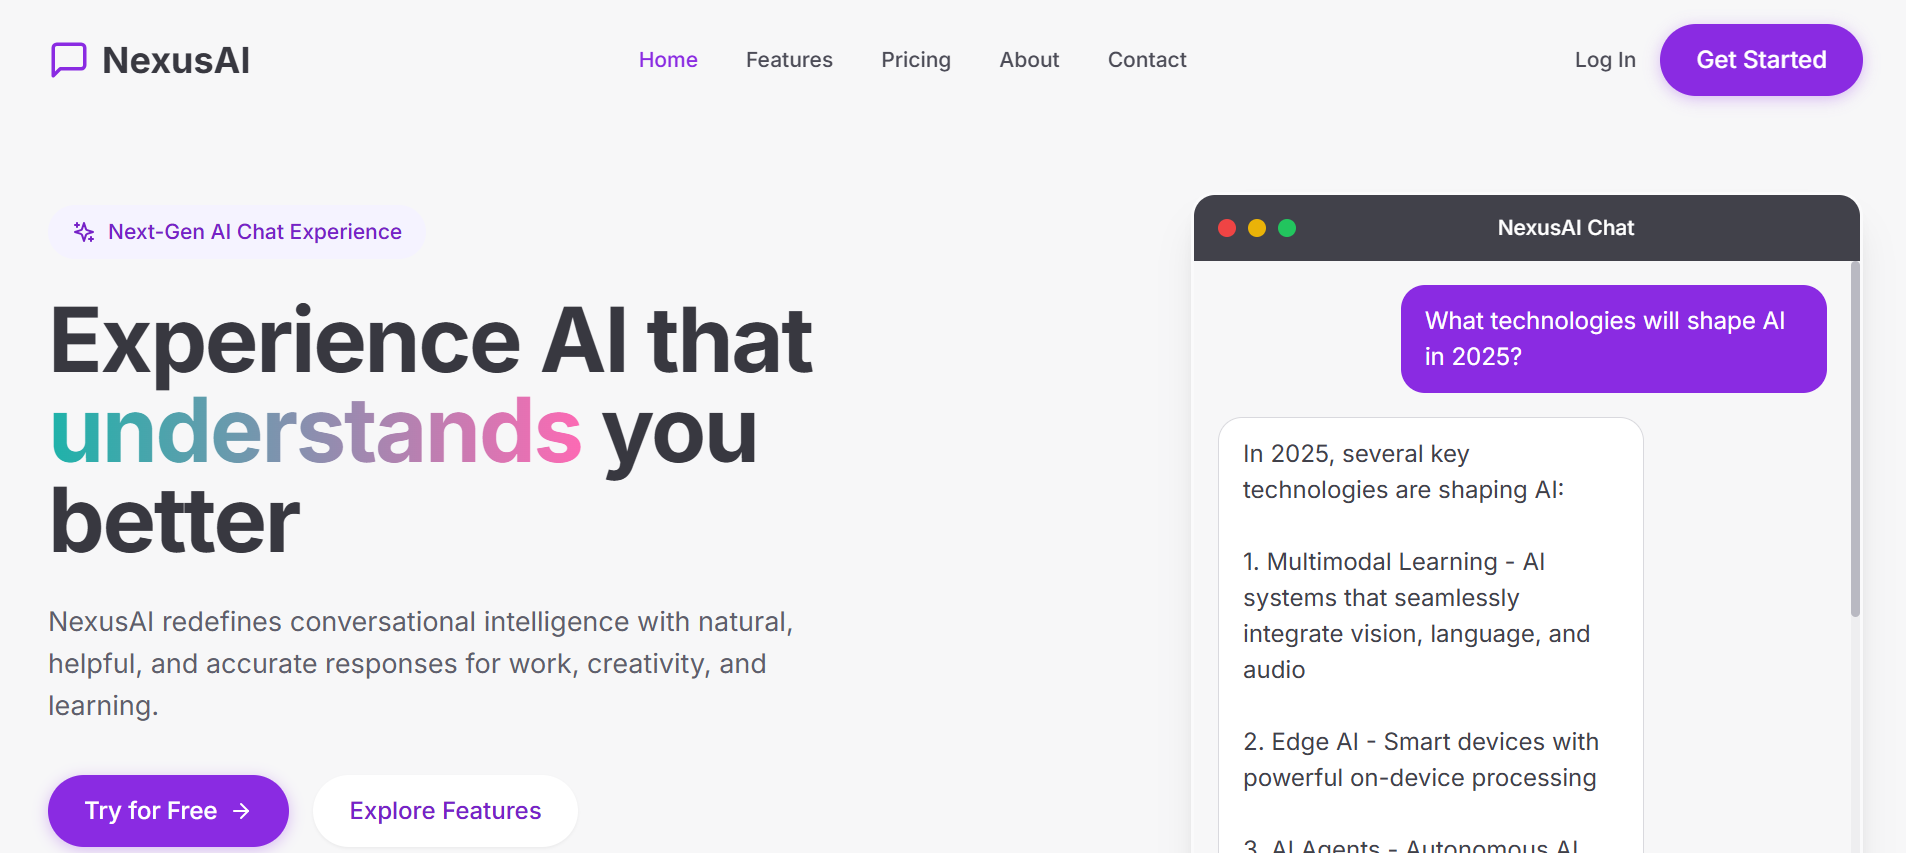 NexusAI
Home
Features
Pricing
About
Contact
Log In
Get Started
Next-Gen AI Chat Experience
Experience AI that
understands you
better
NexusAI redefines conversational intelligence with natural,
helpful, and accurate responses for work, creativity, and
learning.
Try for Free
Explore Features
NexusAI Chat
What technologies will shape AI
in 2025?
In 2025, several key
technologies are shaping AI:
1. Multimodal Learning - AI
systems that seamlessly
integrate vision, language, and
audio
2. Edge AI - Smart devices with
powerful on-device processing
3. AI Agents - Autonomous AI